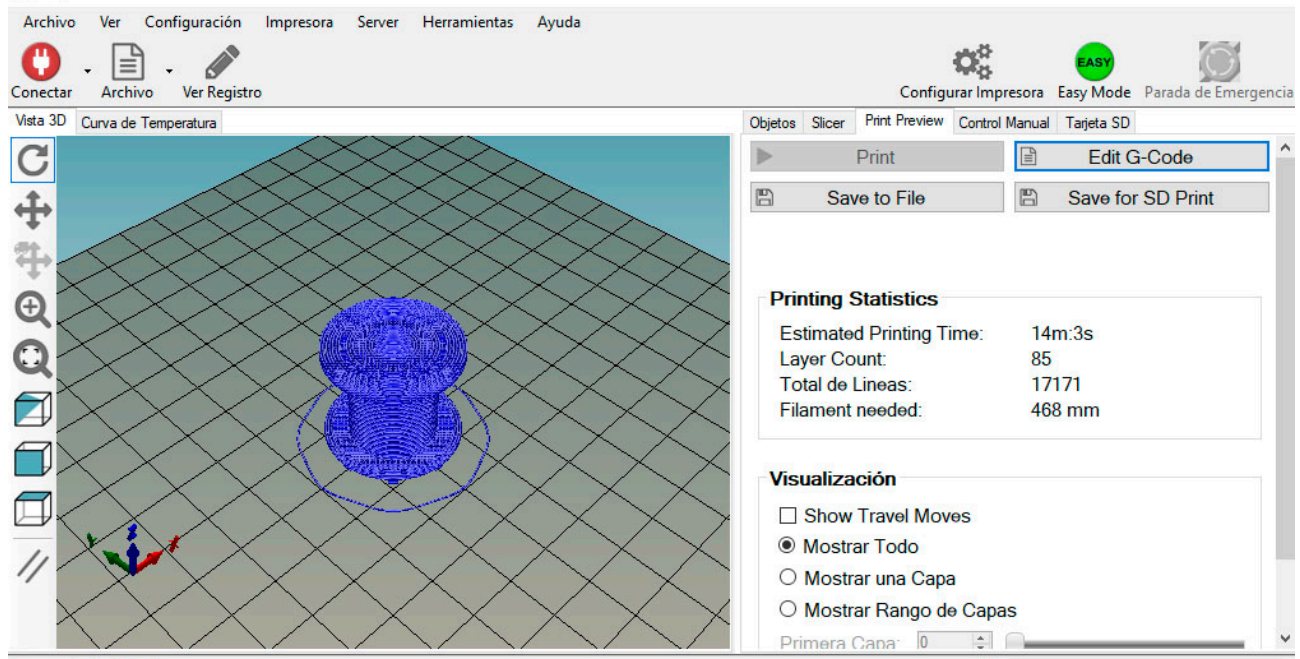 Archivo Ver Configuración Impresora Server Herramientas Ayuda
Conectar Archivo Ver Registro Configurar Impresora EASY Easy Mode Parada de Emergencia
Vista 3D Curva de Temperatura
Objetos Slicer Print Preview Control Manual Tarjeta SD
Print Edit G-Code
Save to File Save for SD Print
Printing Statistics
Estimated Printing Time: 14m:3s
Layer Count: 85
Total de Lineas: 17171
Filament needed: 468 mm
Visualización
Show Travel Moves
Mostrar Todo
Mostrar una Capa
Mostrar Rango de Capas
Primera Capa: 0
Y Z X